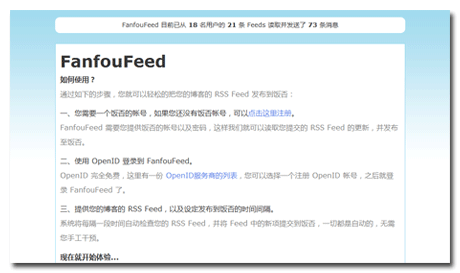 FanfouFeed 目前已从 18 名用户的 21 条 Feeds 读取并发送了 73 条消息
FanfouFeed
如何使用？
通过如下的步骤，您就可以轻松的把您的博客的 RSS Feed 发布到饭否：
一、您需要一个饭否的帐号，如果您还没有饭否帐号，可以点击这里注册。
FanfouFeed 需要您提供饭否的帐号以及密码，这样我们就可以读取您提交的 RSS Feed 的更新，并发布
至饭否。
二、使用 OpenID 登录到 FanfouFeed。
OpenID 完全免费，这里有一份 OpenID服务商的列表，您可以选择一个注册 OpenID 帐号，之后就登
录 FanfouFeed 了。
三、提供您的博客的 RSS Feed，以及设定发布到饭否的时间间隔。
系统将每隔一段时间自动检查您的 RSS Feed，并将 Feed 中的新项提交到饭否，一切都是自动的，无需
您手工干预。
现在就开始体验...